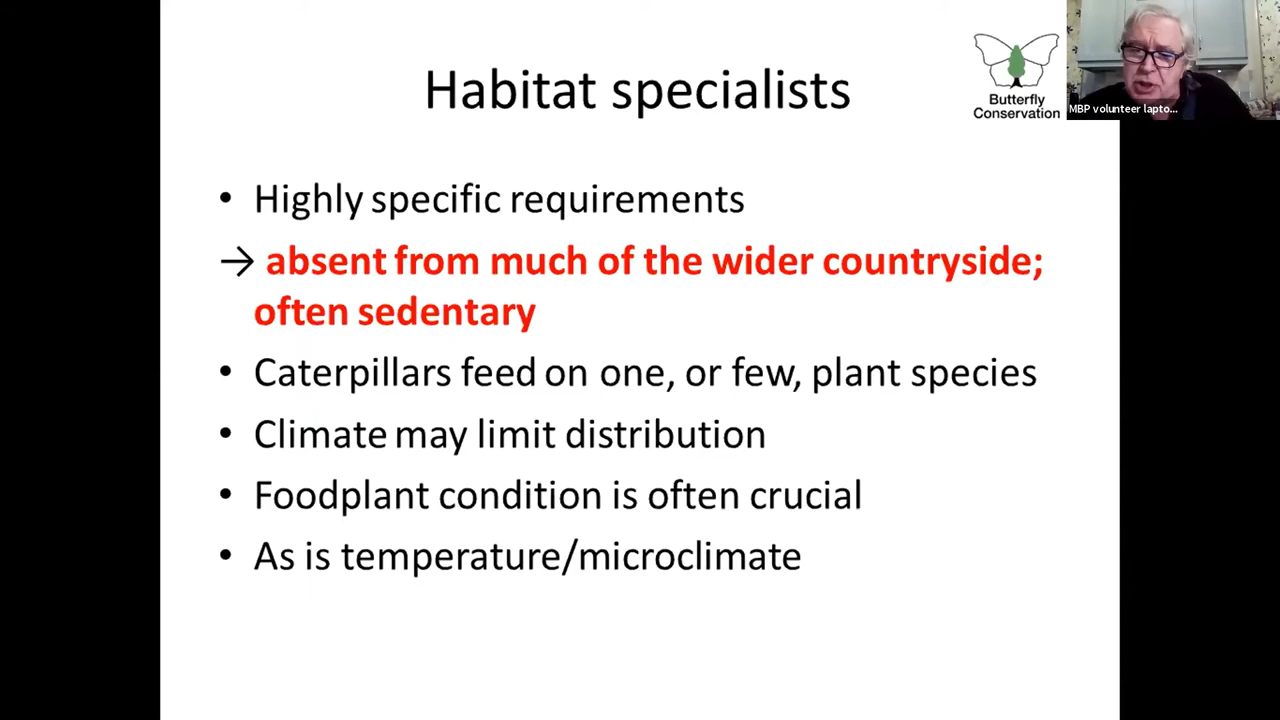 Habitat specialists
Butterfly
Conservation
MBP volunteer lapto...
• Highly specific requirements
→ absent from much of the wider countryside;
often sedentary
• Caterpillars feed on one, or few, plant species
• Climate may limit distribution
• Foodplant condition is often crucial
• As is temperature/microclimate